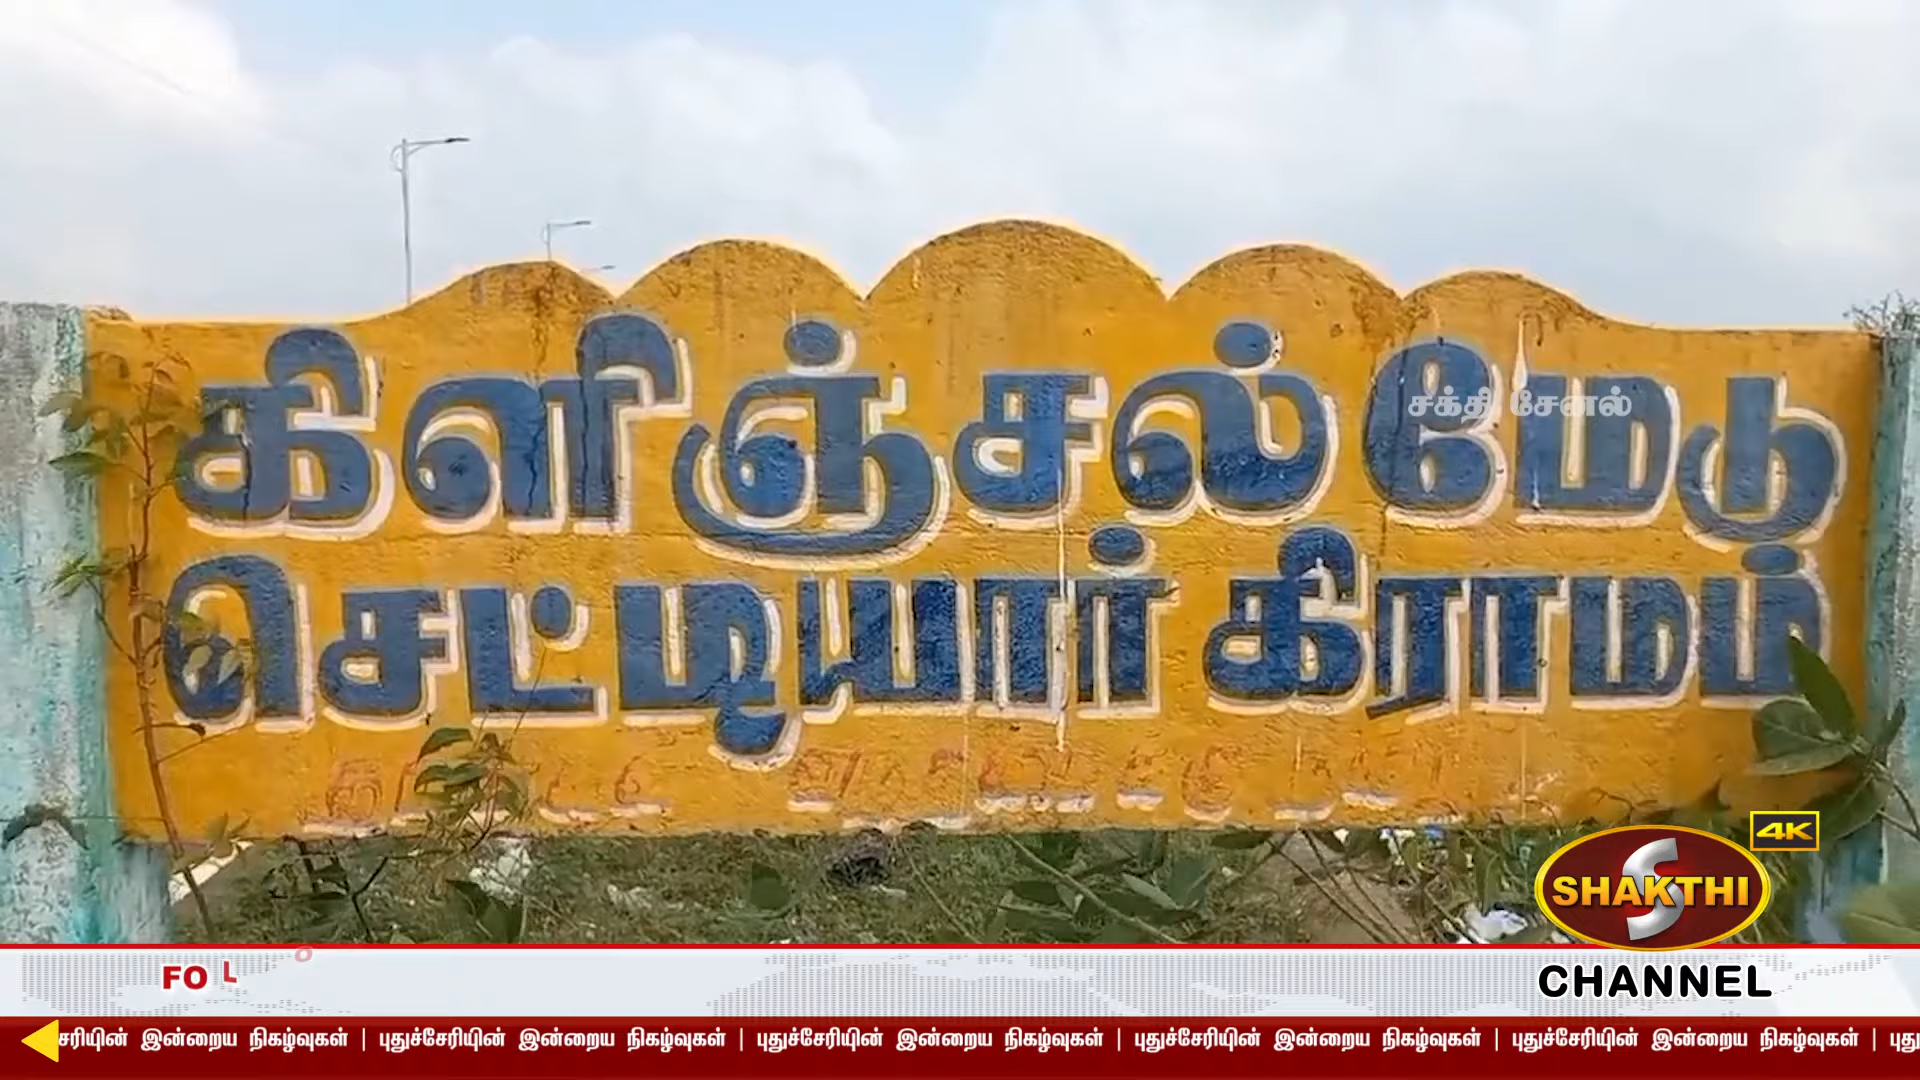 கிளிஞ்சல்மேடு
சக்தி சேனல்
செட்டியார் கிராமம்
4K
SHAKTHI
CHANNEL
FOL
சேரியின் இன்றைய நிகழ்வுகள் | புதுச்சேரியின் இன்றைய நிகழ்வுகள் | புதுச்சேரியின் இன்றைய நிகழ்வுகள் | புதுச்சேரியின் இன்றைய நிகழ்வுகள் | புதுச்சேரியின் இன்றைய நிகழ்வுகள் | புது